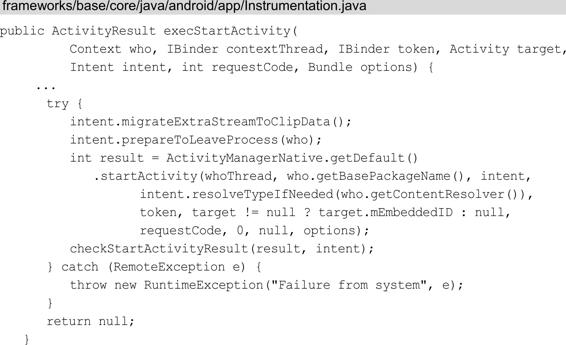 frameworks/base/core/java/android/app/Instrumentation.java
public ActivityResult execStartActivity(
Context who, IBinder contextThread, IBinder token, Activity target,
Intent intent, int requestCode, Bundle options) {
...
try {
intent.migrateExtraStreamToClipData();
intent.prepareToLeaveProcess(who);
int result = ActivityManagerNative.getDefault()
.startActivity(whoThread, who.getBasePackageName(), intent,
intent.resolveTypeIfNeeded(who.getContentResolver()),
token, target != null ? target.mEmbeddedID : null,
requestCode, 0, null, options);
checkStartActivityResult(result, intent);
} catch (RemoteException e) {
throw new RuntimeException("Failure from system", e);
}
return null;
}